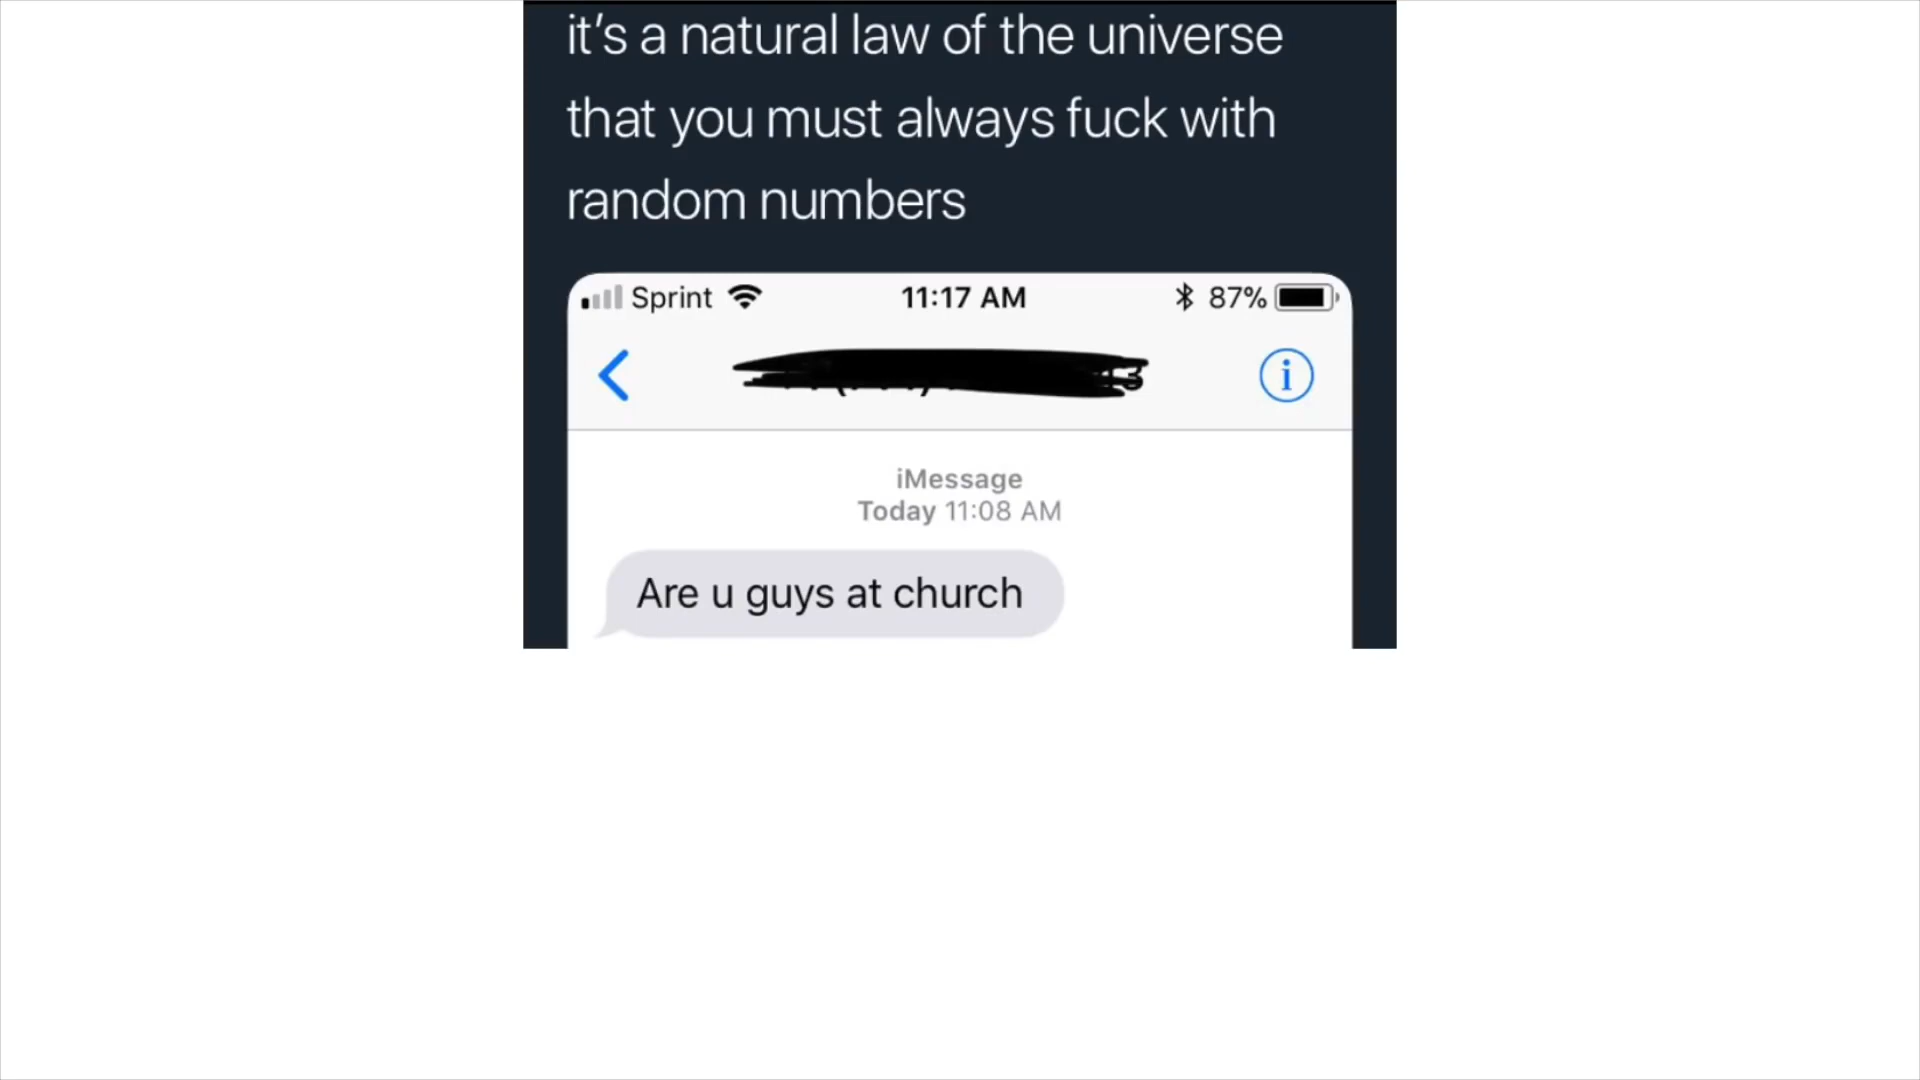 it's a natural law of the universe
that you must always fuck with
random numbers
Sprint 11:17 AM 87%
iMessage
Today 11:08 AM
Are u guys at church